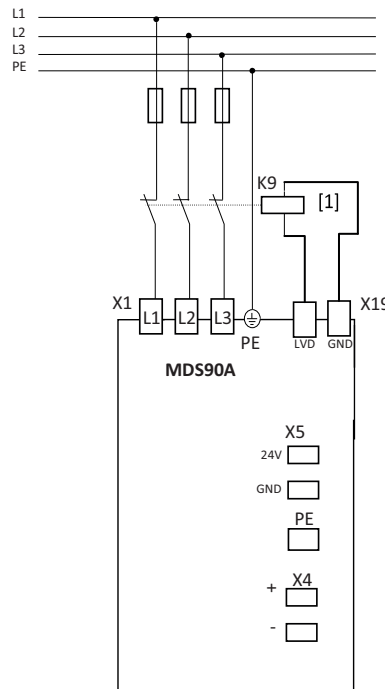 L1
L2
L3
PE
K9
[1]
X1
L1 L2 L3
X19
PE
LVD GND
MDS90A
X5
24V
GND
PE
X4
+
-